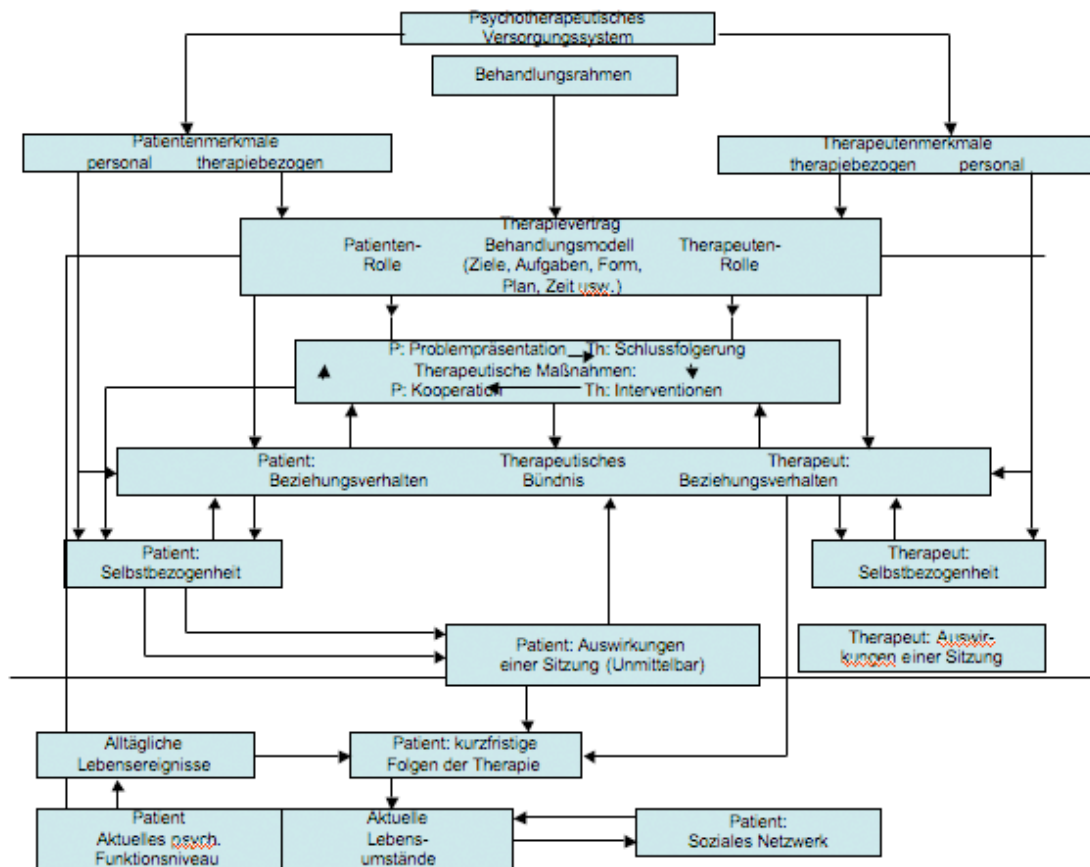 Psychotherapeutisches
Versorgungssystem
Behandlungsrahmen
Patientenmerkmale
personal therapiebezogen
Therapeutenmerkmale
therapiebezogen personal
Therapievertrag
Patienten- Behandlungsmodell Therapeuten-
Rolle (Ziele, Aufgaben, Form, Rolle
Plan, Zeit usw.)
P: Problempräsentation Th: Schlussfolgerung
Therapeutische Maßnahmen:
P: Kooperation Th: Interventionen
Patient: Therapeutisches Therapeut:
Beziehungsverhalten Bündnis Beziehungsverhalten
Patient:
Selbstbezogenheit
Therapeut:
Selbstbezogenheit
Patient: Auswirkungen
einer Sitzung (Unmittelbar)
Therapeut: Auswir-
kungen einer Sitzung
Alltägliche
Lebensereignisse
Patient: kurzfristige
Folgen der Therapie
Patient
Aktuelles psych.
Funktionsniveau
Aktuelle
Lebens-
umstände
Patient:
Soziales Netzwerk